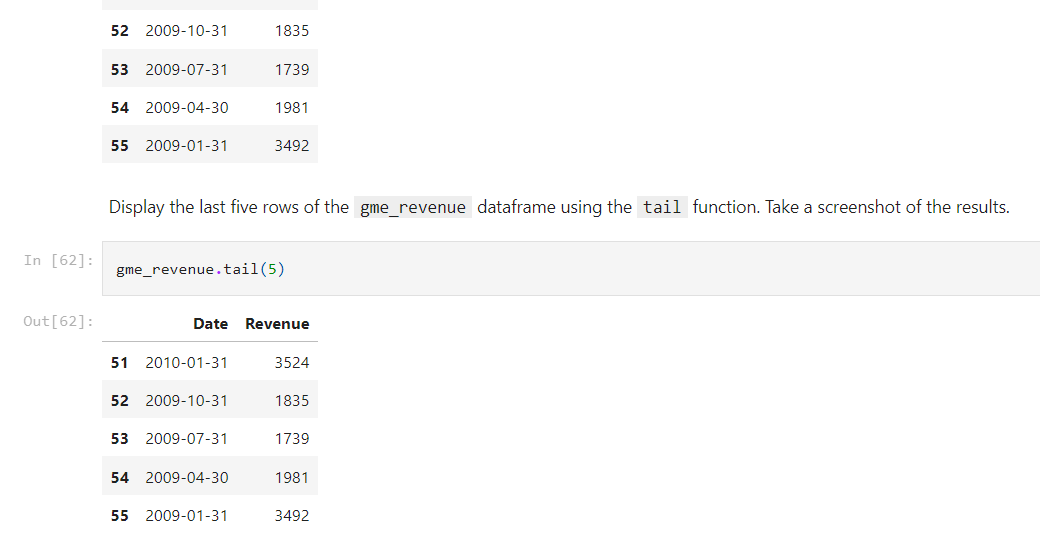 52 2009-10-31 1835
53 2009-07-31 1739
54 2009-04-30 1981
55 2009-01-31 3492
Display the last five rows of the gme_revenue dataframe using the tail function. Take a screenshot of the results.
In [62]: gme_revenue.tail(5)
Out[62]:
Date Revenue
51 2010-01-31 3524
52 2009-10-31 1835
53 2009-07-31 1739
54 2009-04-30 1981
55 2009-01-31 3492